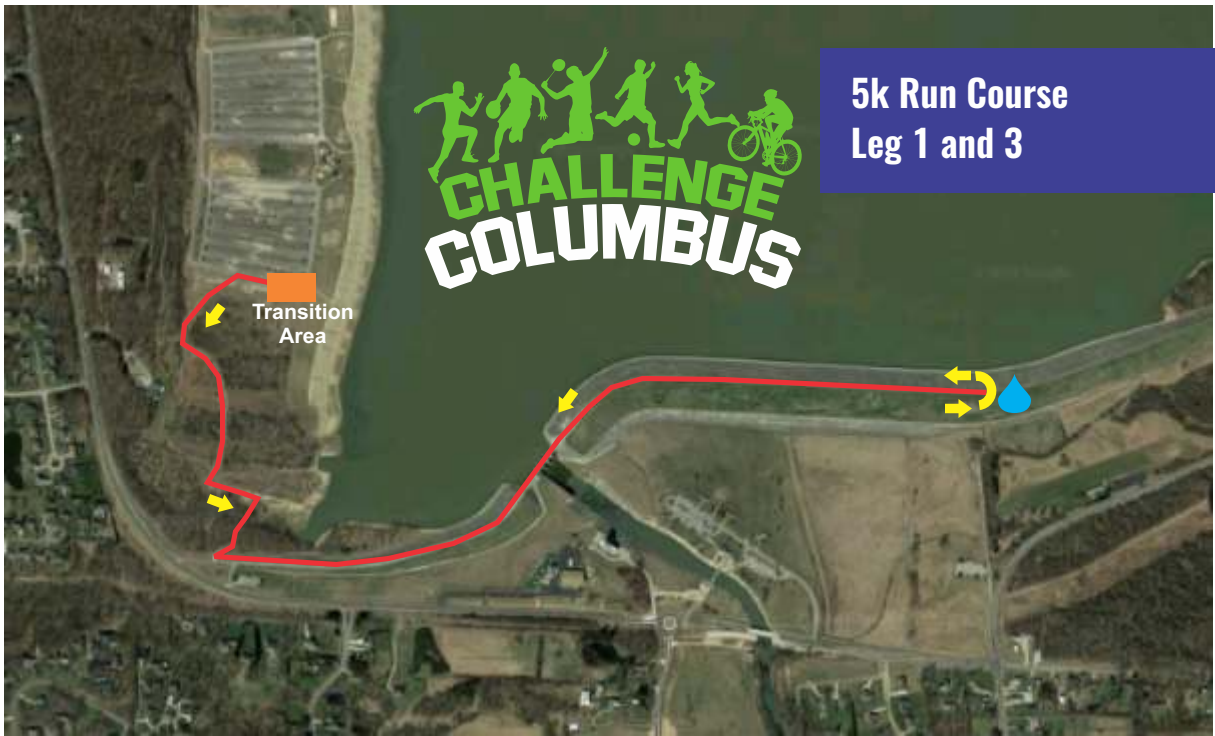 CHALLENGE
COLUMBUS
5k Run Course
Leg 1 and 3
Transition
Area